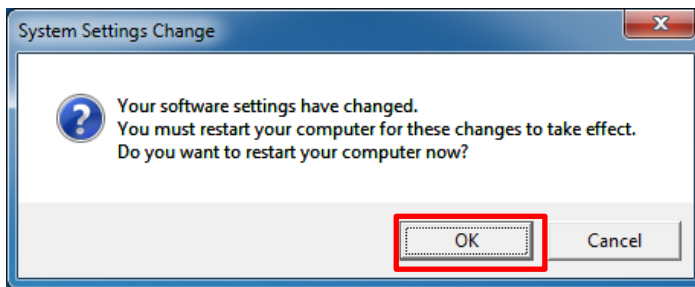 System Settings Change
Your software settings have changed.
You must restart your computer for these changes to take effect.
Do you want to restart your computer now?
OK
Cancel